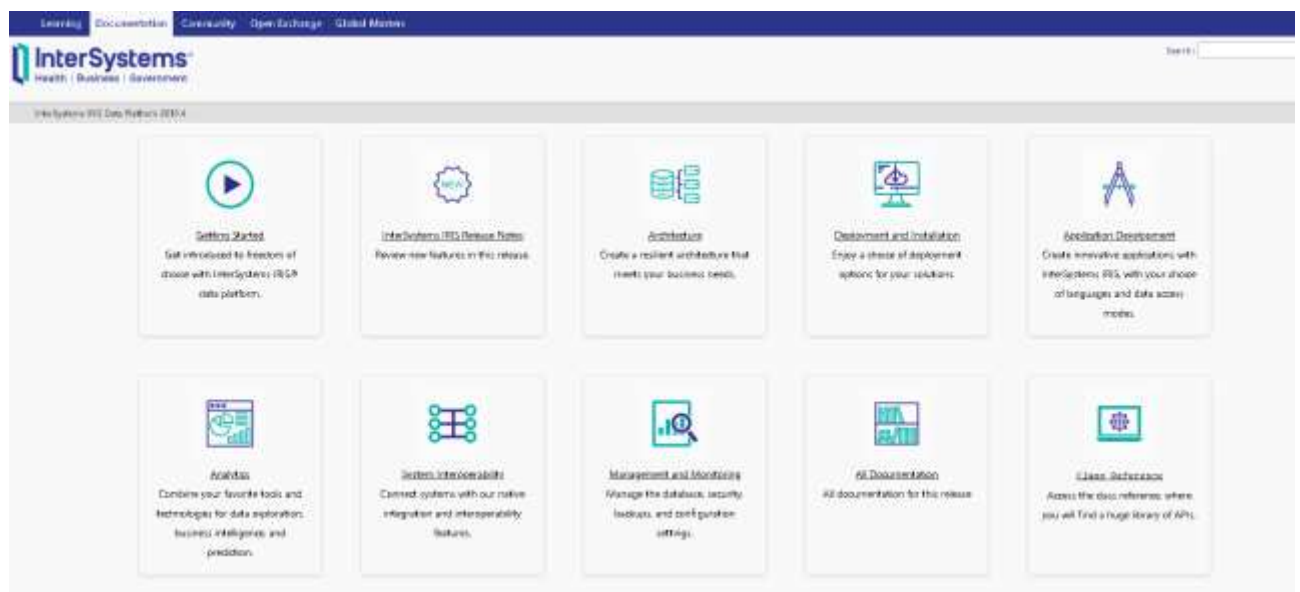 Learning Documentation Community Open Exchange Global Masters
InterSystems
Health | Business | Government
Search:
InterSystems IRIS Data Platform 2019.4
NEW
Getting Started
Get introduced to freedom of
choice with InterSystems IRIS®
data platform.
InterSystems IRIS Release Notes
Review new features in this release.
Architecture
Create a resilient architecture that
meets your business needs.
Deployment and Installation
Enjoy a choice of deployment
options for your solutions.
Application Development
Create innovative applications with
InterSystems IRIS, with your choice
of languages and data access
modes.
Analytics
Combine your favorite tools and
technologies for data exploration,
business intelligence, and
prediction.
System Interoperability
Connect systems with our native
integration and interoperability
features.
Management and Monitoring
Manage the database, security,
backups, and configuration
settings.
All Documentation
All documentation for this release
Class Reference
Access the class reference, where
you will find a huge library of APIs.